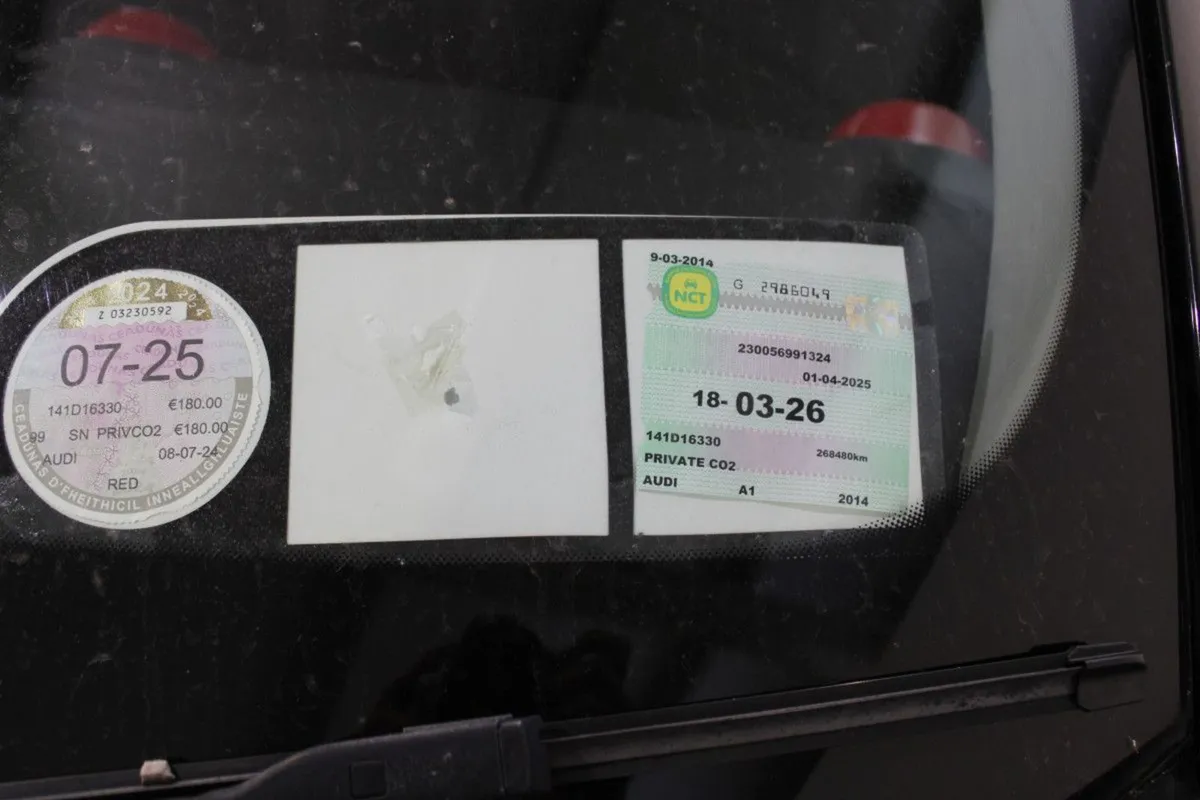 2024
Z 03230592
07-25
141D16330 €180.00
99 SN PRIVCO2 €180.00
AUDI 08-07-24
RED
CEADÚNAS D'FHEITHICIL INNEALLGHLUAISTE
9-03-2014
NCT G 2986049
230056991324
01-04-2025
18-03-26
141D16330
268480km
PRIVATE CO2
AUDI A1 2014